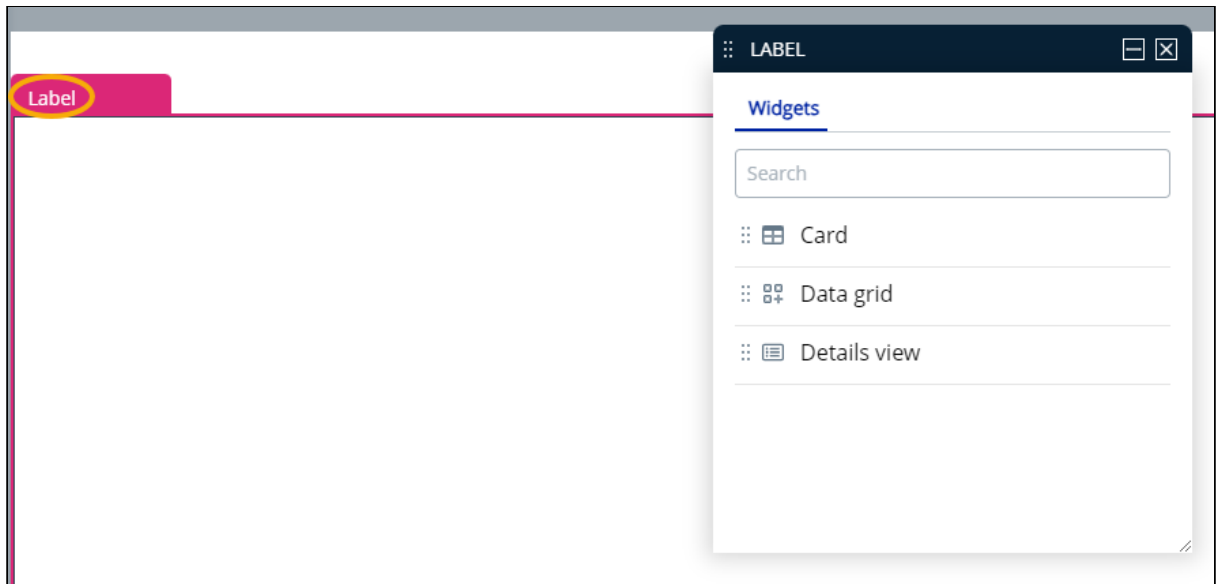 Label
LABEL
Widgets
Search
Card
Data grid
Details view